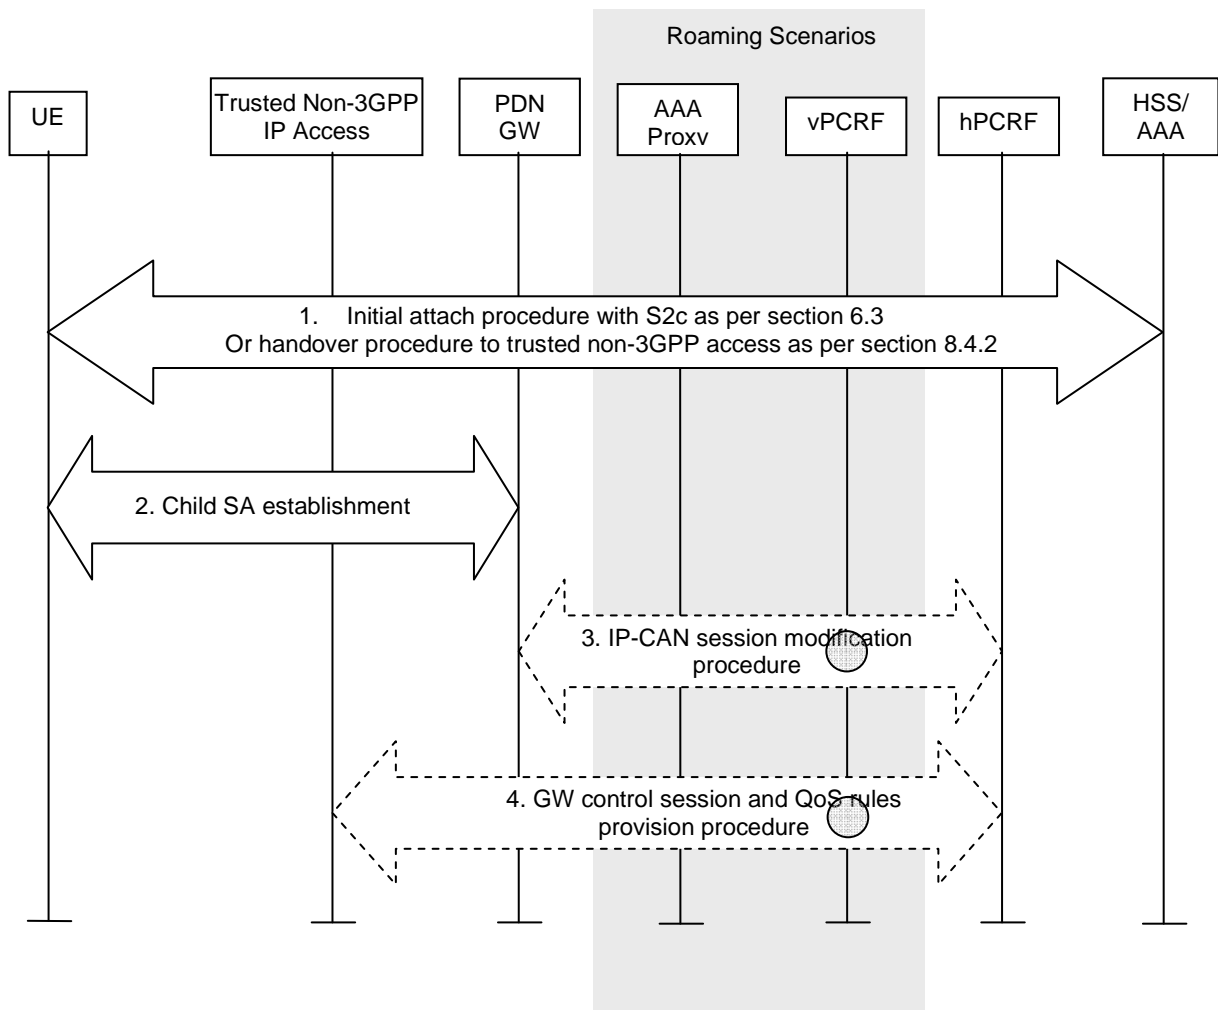 Roaming Scenarios
UE
Trusted Non-3GPP
IP Access
PDN
GW
AAA
Proxy
vPCRF
hPCRF
HSS/
AAA
1. Initial attach procedure with S2c as per section 6.3
Or handover procedure to trusted non-3GPP access as per section 8.4.2
2. Child SA establishment
3. IP-CAN session modification
procedure
4. GW control session and QoS rules
provision procedure